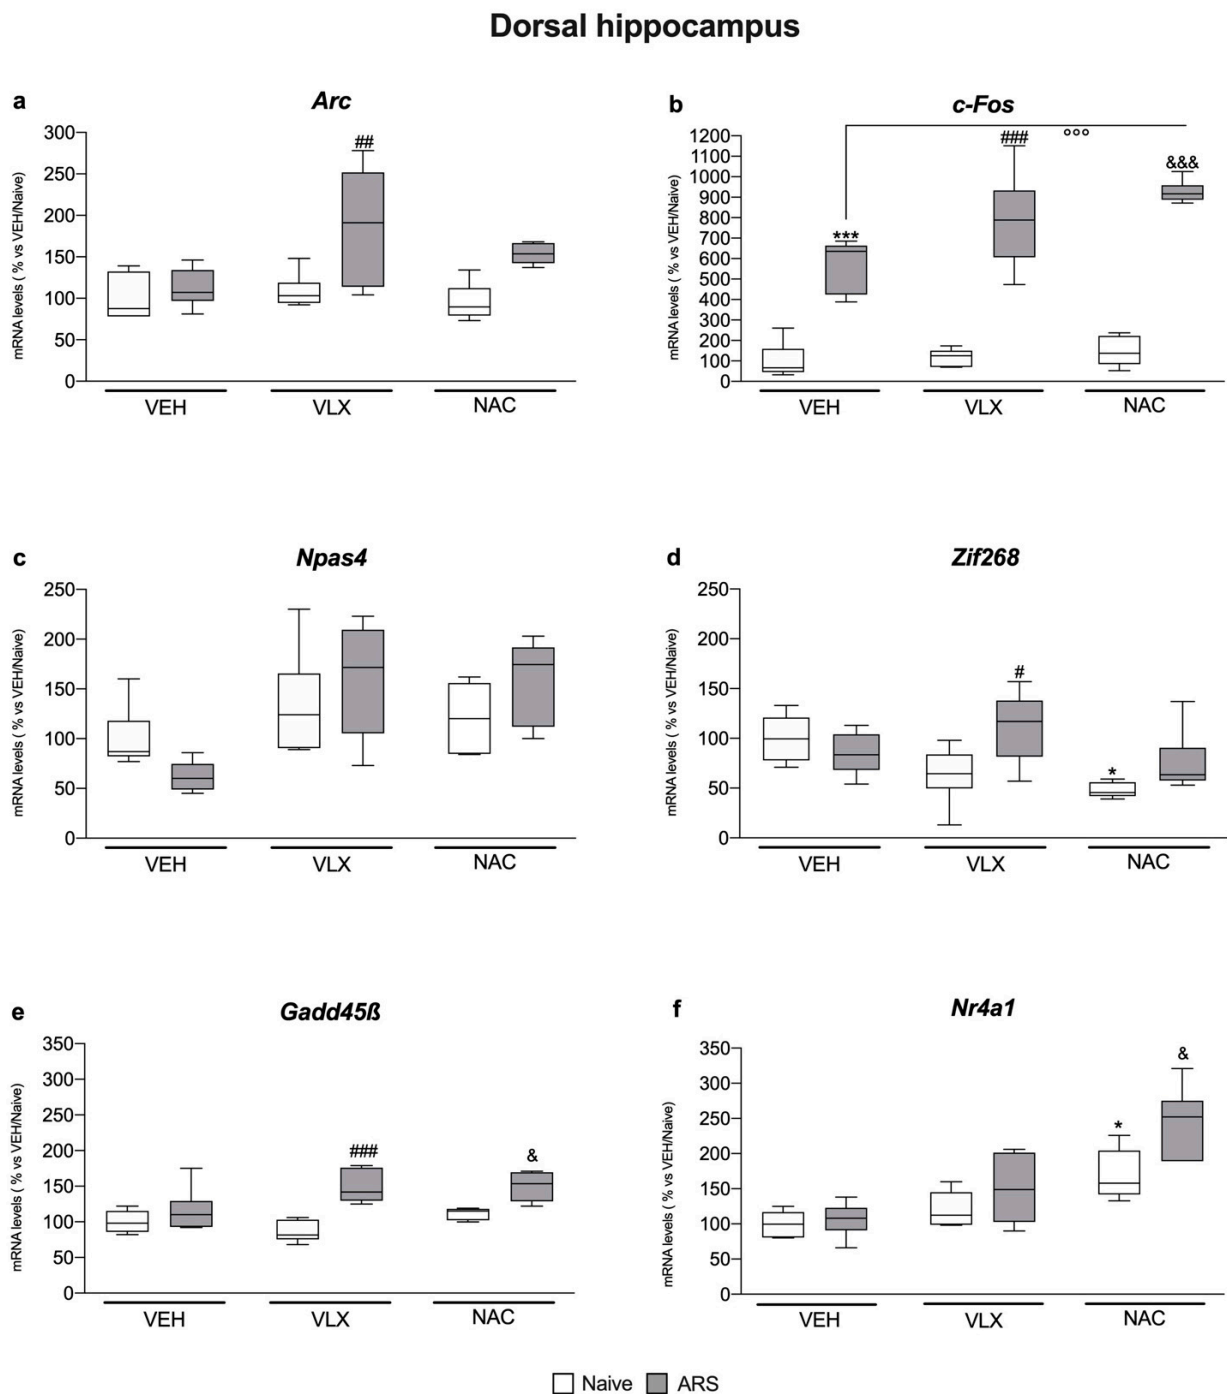 Dorsal hippocampus
a
Arc
mRNA levels ( % vs VEH/Naive)
300
250
200
150
100
50
0
##
VEH
VLX
NAC
b
c-Fos
mRNA levels ( % vs VEH/Naive)
1200
1100
1000
900
800
700
600
500
400
300
200
100
0
***
###
°°°
&&&
VEH
VLX
NAC
c
Npas4
mRNA levels ( % vs VEH/Naive)
250
200
150
100
50
0
VEH
VLX
NAC
d
Zif268
mRNA levels ( % vs VEH/Naive)
250
200
150
100
50
0
#
*
VEH
VLX
NAC
e
Gadd45ß
mRNA levels ( % vs VEH/Naive)
350
300
250
200
150
100
50
0
###
&
VEH
VLX
NAC
f
Nr4a1
mRNA levels ( % vs VEH/Naive)
350
300
250
200
150
100
50
0
*
&
VEH
VLX
NAC
Naive ARS